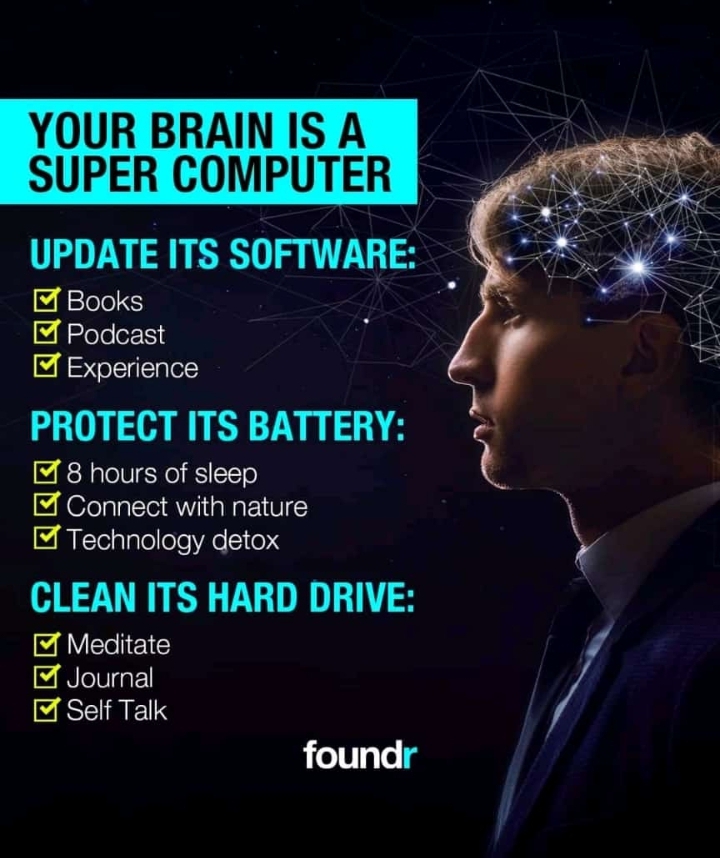 YOUR BRAIN IS A
SUPER COMPUTER
UPDATE ITS SOFTWARE:
Books
Podcast
Experience
PROTECT ITS BATTERY:
8 hours of sleep
Connect with nature
Technology detox
CLEAN ITS HARD DRIVE:
Meditate
Journal
Self Talk
foundr